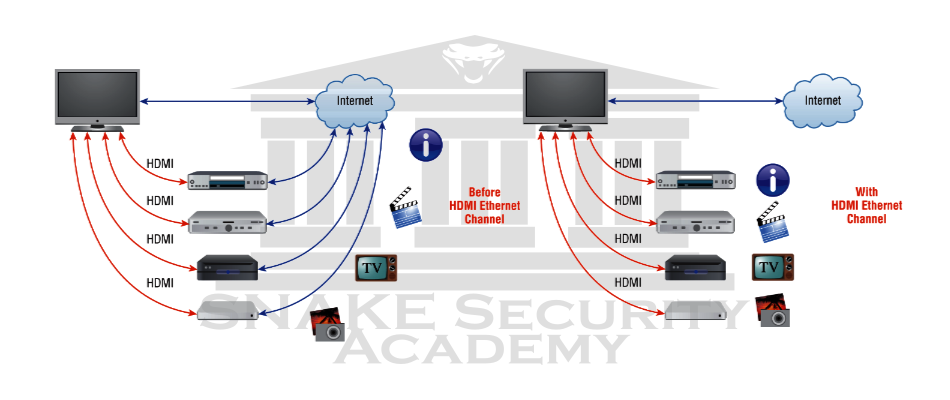 Internet
HDMI
HDMI
HDMI
HDMI
Before
HDMI Ethernet
Channel
TV
Internet
HDMI
HDMI
HDMI
HDMI
With
HDMI Ethernet
Channel
TV
SNAKE SECURITY
ACADEMY